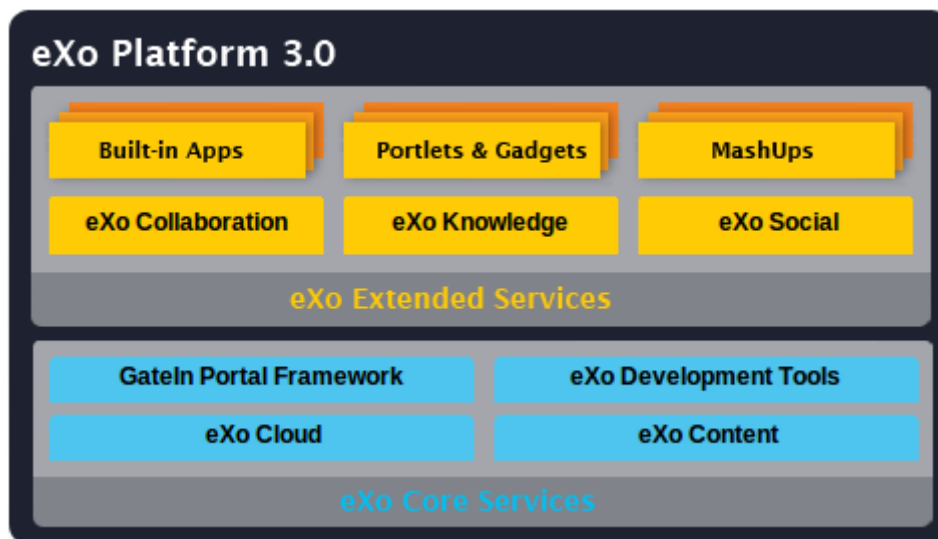 eXo Platform 3.0
Built-in Apps
Portlets & Gadgets
MashUps
eXo Collaboration
eXo Knowledge
eXo Social
eXo Extended Services
GateIn Portal Framework
eXo Development Tools
eXo Cloud
eXo Content
eXo Core Services